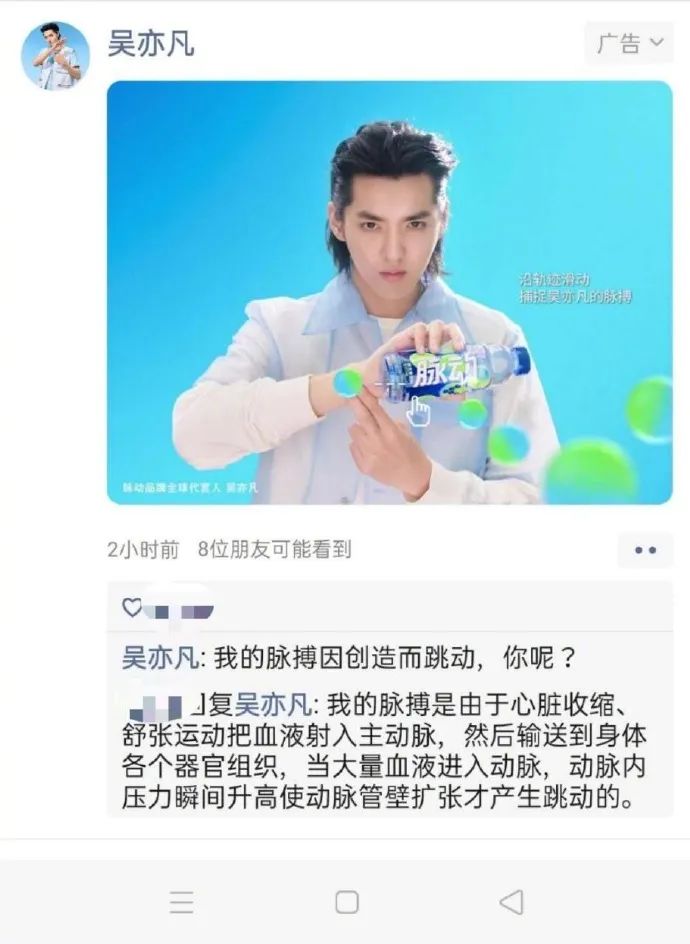 吴亦凡
广告
沿轨迹滑动
捕捉吴亦凡的脉搏
脉动
脉动品牌全球代言人 吴亦凡
2小时前 8位朋友可能看到
吴亦凡: 我的脉搏因创造而跳动，你呢？
复吴亦凡: 我的脉搏是由于心脏收缩、
舒张运动把血液射入主动脉，然后输送到身体
各个器官组织，当大量血液进入动脉，动脉内
压力瞬间升高使动脉管壁扩张才产生跳动的。